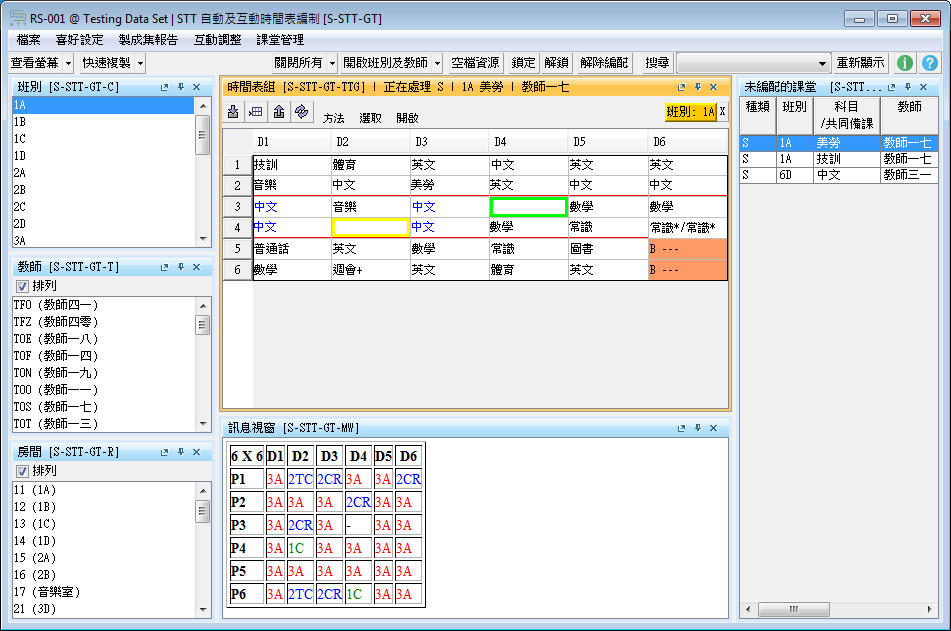 RS-001 @ Testing Data Set | STT 自動及互動時間表編制 [S-STT-GT]
檔案 喜好設定 製成集報告 互動調整 課堂管理
查看螢幕 快速複製 關閉所有 開啟班別及教師 空檔資源 鎖定 解鎖 解除編配 搜尋 重新顯示
班別 [S-STT-GT-C]
1A
1B
1C
1D
2A
2B
2C
2D
3A
教師 [S-STT-GT-T]
排列
TFO (教師四一)
TFZ (教師四零)
TOE (教師一八)
TOF (教師一四)
TON (教師一九)
TOO (教師一一)
TOS (教師一七)
TOT (教師一三)
房間 [S-STT-GT-R]
排列
11 (1A)
12 (1B)
13 (1C)
14 (1D)
15 (2A)
16 (2B)
17 (音樂室)
21 (3D)
時間表組 [S-STT-GT-TTG] | 正在處理 S | 1A 美勞 | 教師一七
方法 選取 開啟 班別: 1A X
D1 D2 D3 D4 D5 D6
1 技訓 體育 英文 中文 英文 英文
2 音樂 中文 美勞 英文 中文 中文
3 中文 音樂 中文 數學 數學
4 中文 中文 數學 常識 常識*/常識*
5 普通話 英文 數學 常識 圖書 B ---
6 數學 週會+ 英文 體育 英文 B ---
訊息視窗 [S-STT-GT-MW]
6 X 6 D1 D2 D3 D4 D5 D6
P1 3A 2TC 2CR 3A 3A 2CR
P2 3A 3A 3A 2CR 3A 3A
P3 3A 2CR 3A - 3A 3A
P4 3A 1C 3A 3A 3A 3A
P5 3A 3A 3A 3A 3A 3A
P6 3A 2TC 2CR 1C 3A 3A
未編配的課堂 [S-STT...
種類 班別 科目 教師
/共同備課
S 1A 美勞 教師一七
S 1A 技訓 教師一七
S 6D 中文 教師三一